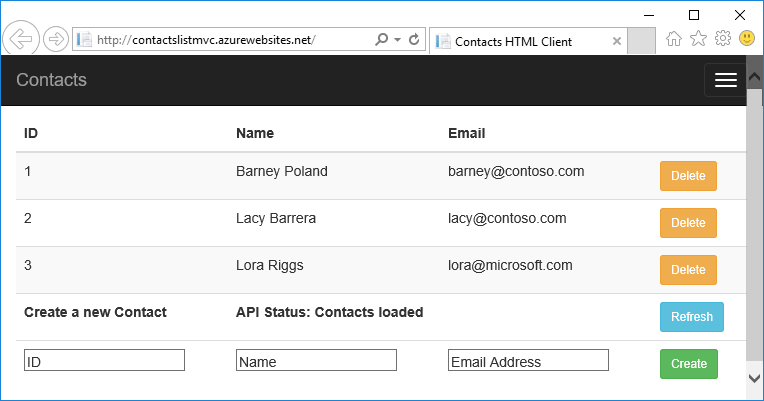 http://contactslistmvc.azurewebsites.net/ Contacts HTML Client
Contacts
ID Name Email
1 Barney Poland barney@contoso.com Delete
2 Lacy Barrera lacy@contoso.com Delete
3 Lora Riggs lora@microsoft.com Delete
Create a new Contact API Status: Contacts loaded Refresh
ID Name Email Address Create